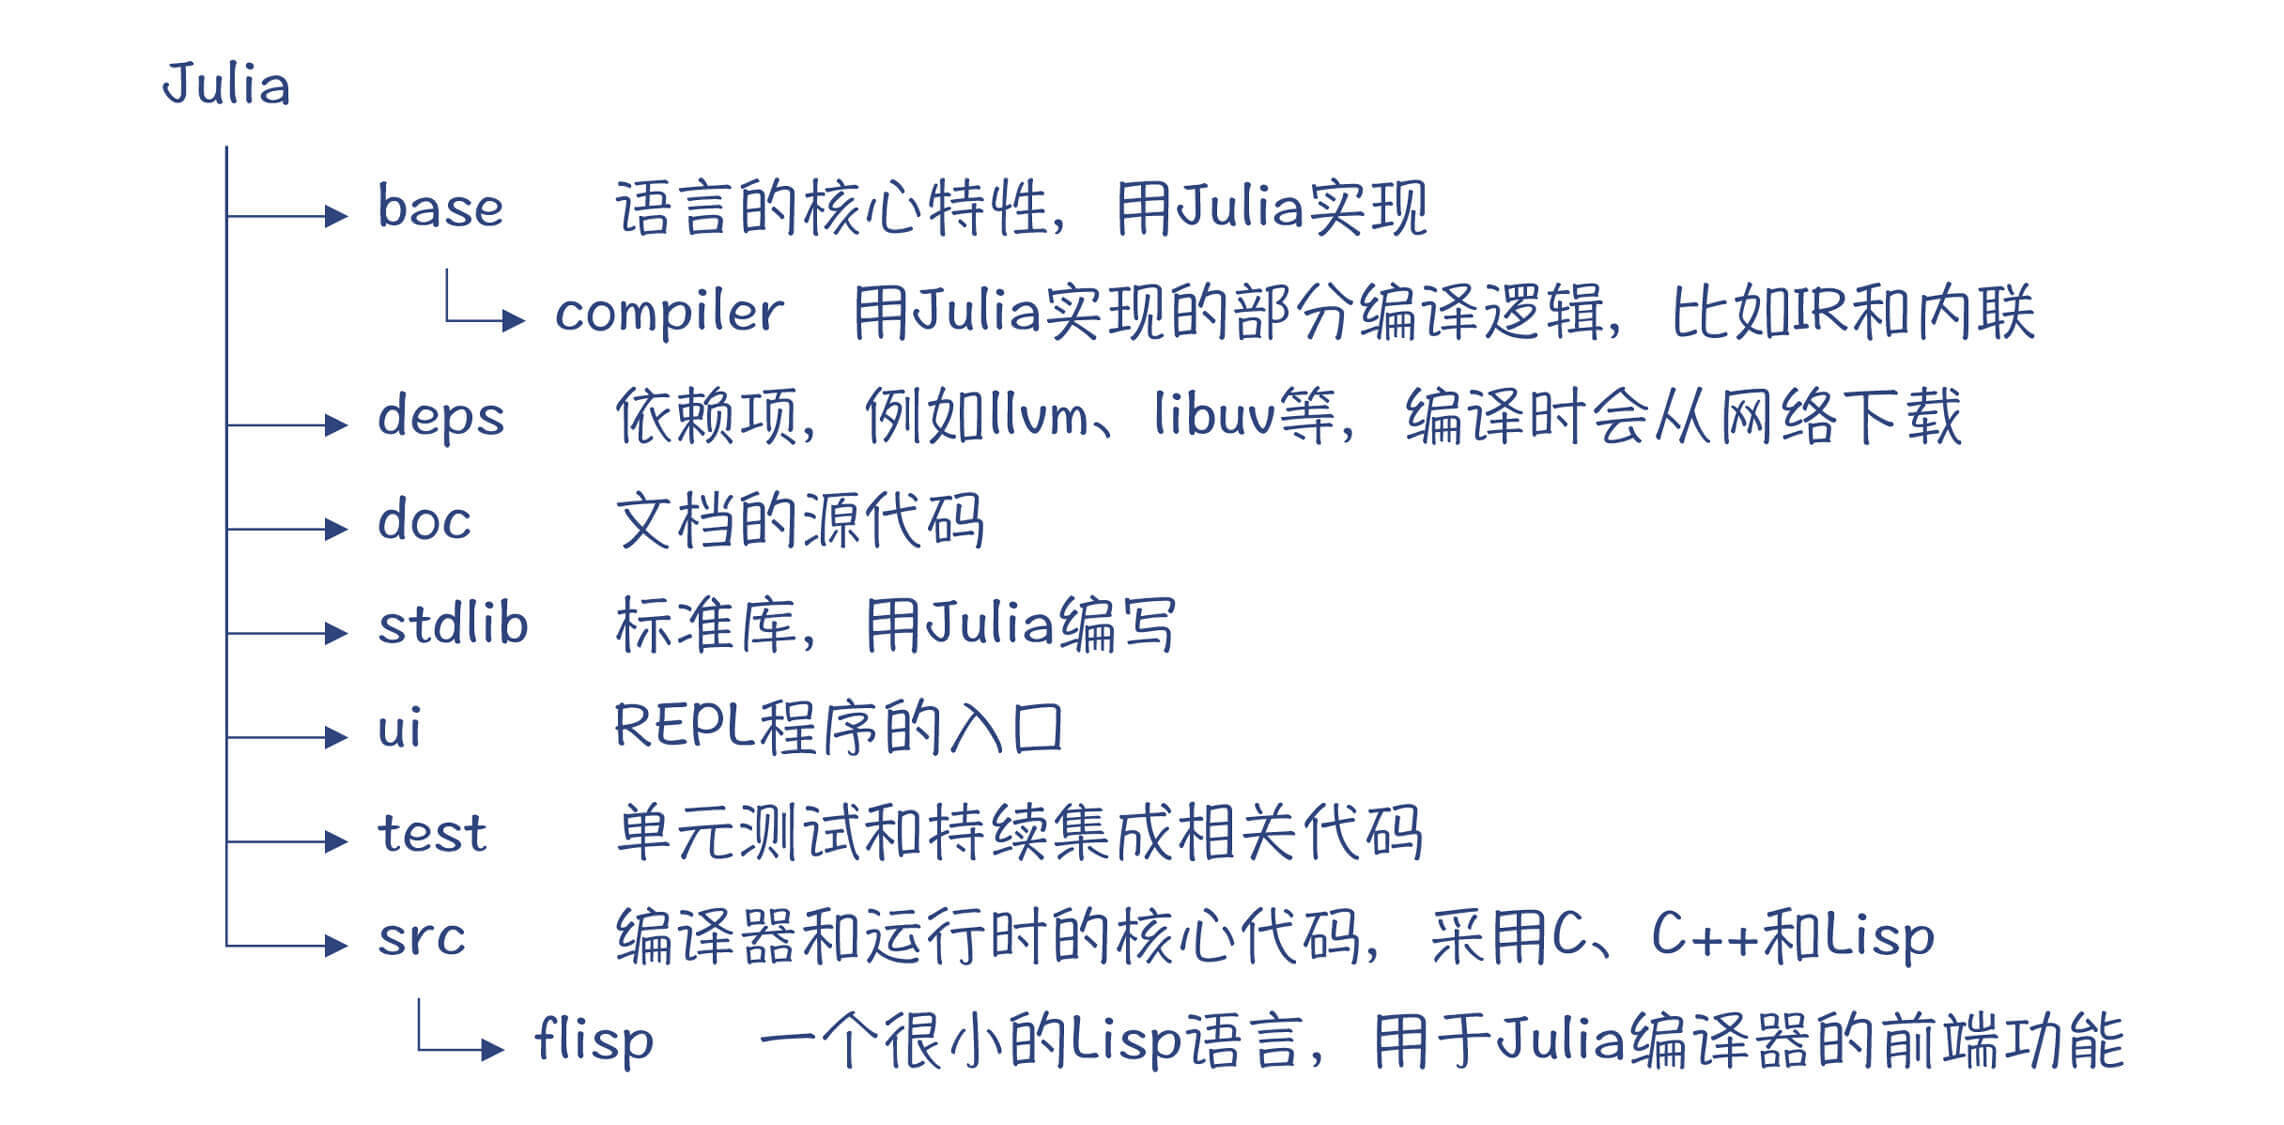 Julia
base 语言的核心特性，用Julia实现
compiler 用Julia实现的部分编译逻辑，比如IR和内联
deps 依赖项，例如llvm、libuv等，编译时会从网络下载
doc 文档的源代码
stdlib 标准库，用Julia编写
ui REPL程序的入口
test 单元测试和持续集成相关代码
src 编译器和运行时的核心代码，采用C、C++和Lisp
flisp 一个很小的Lisp语言，用于Julia编译器的前端功能